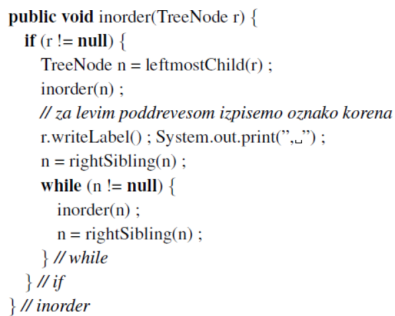 public void inorder(TreeNode r) {
if (r != null) {
TreeNode n = leftmostChild(r) ;
inorder(n) ;
// za levim poddrevesom izpisemo oznako korena
r.writeLabel() ; System.out.print(”,␣”) ;
n = rightSibling(n) ;
while (n != null) {
inorder(n) ;
n = rightSibling(n) ;
} // while
} // if
} // inorder